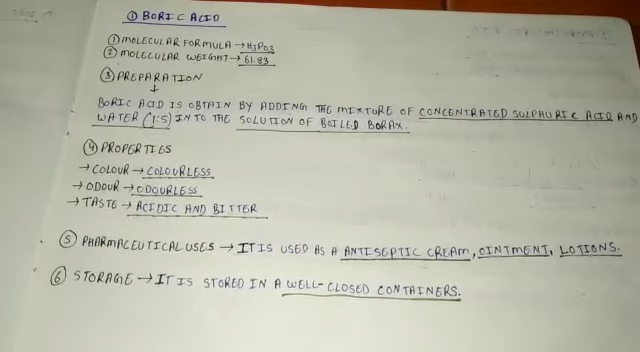 ① BORIC ACID
① MOLECULAR FORMULA → H3PO3
② MOLECULAR WEIGHT → 61.83
③ PREPARATION
↓
BORIC ACID IS OBTAIN BY ADDING THE MIXTURE OF CONCENTRATED SULPHURIC ACID AND
WATER (1:5) INTO THE SOLUTION OF BOILED BORAX.
④ PROPERTIES
→ COLOUR → COLOURLESS
→ ODOUR → ODOURLESS
→ TASTE → ACIDIC AND BITTER
⑤ PHARMACEUTICAL USES → IT IS USED AS A ANTISEPTIC CREAM, OINTMENT, LOTIONS.
⑥ STORAGE → IT IS STORED IN A WELL-CLOSED CONTAINERS.